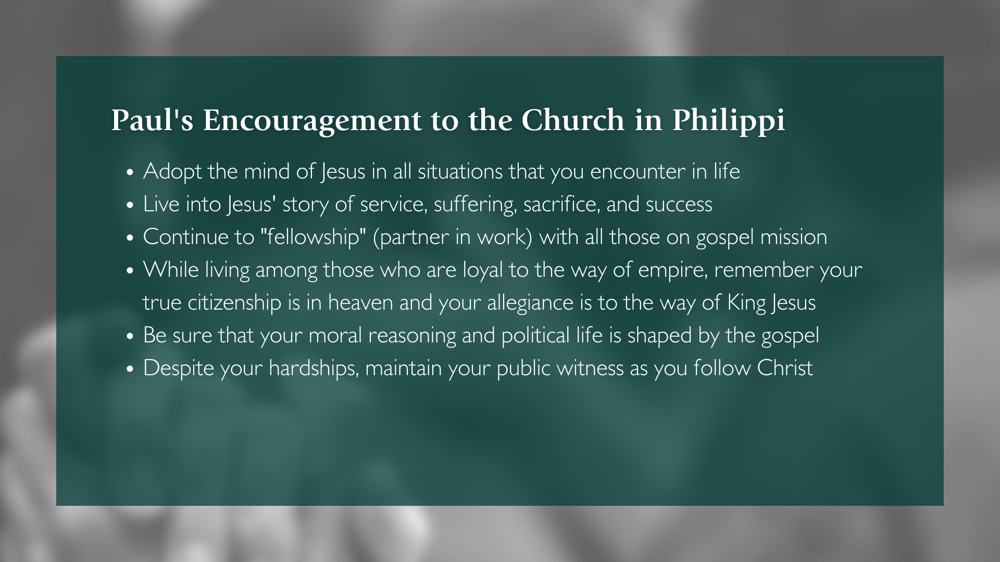 Paul's Encouragement to the Church in Philippi
• Adopt the mind of Jesus in all situations that you encounter in life
• Live into Jesus' story of service, suffering, sacrifice, and success
• Continue to "fellowship" (partner in work) with all those on gospel mission
• While living among those who are loyal to the way of empire, remember your
true citizenship is in heaven and your allegiance is to the way of King Jesus
• Be sure that your moral reasoning and political life is shaped by the gospel
• Despite your hardships, maintain your public witness as you follow Christ